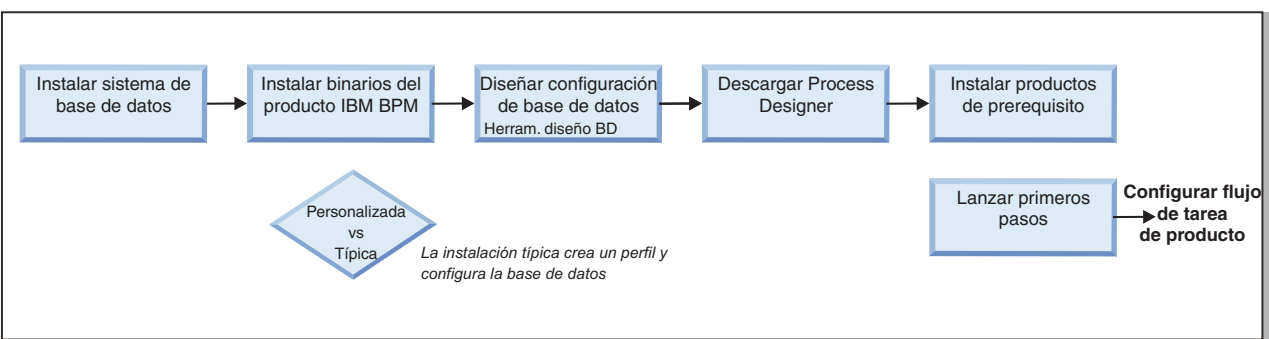 Instalar sistema de
base de datos
Instalar binarios del
producto IBM BPM
Diseñar configuración
de base de datos
Herram. diseño BD
Descargar Process
Designer
Instalar productos
de prerequisito
Personalizada
vs
Típica
La instalación típica crea un perfil y
configura la base de datos
Lanzar primeros
pasos
Configurar flujo
de tarea
de producto